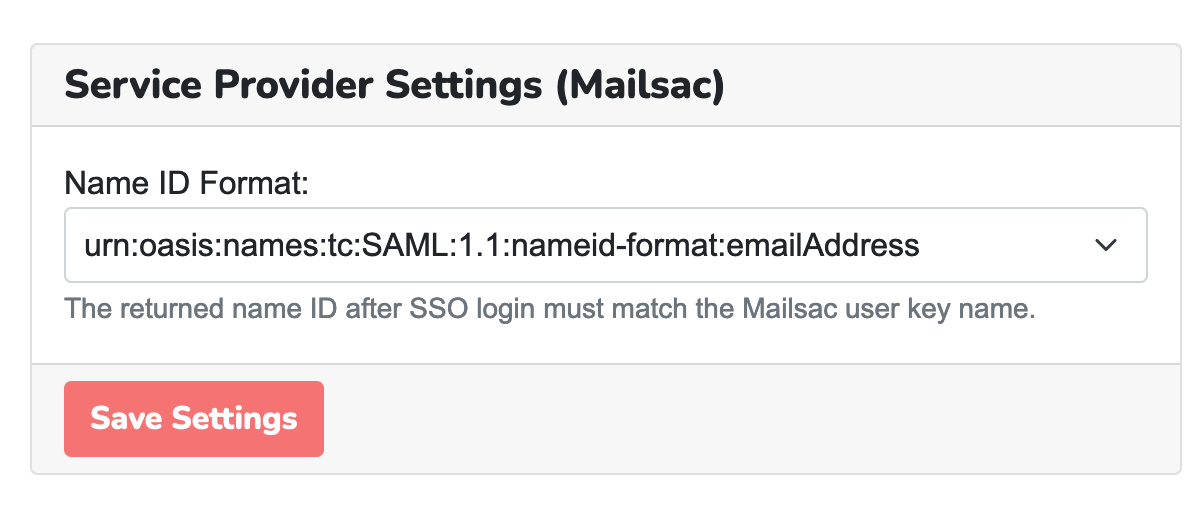 Service Provider Settings (Mailsac)
Name ID Format:
urn:oasis:names:tc:SAML:1.1:nameid-format:emailAddress
The returned name ID after SSO login must match the Mailsac user key name.
Save Settings